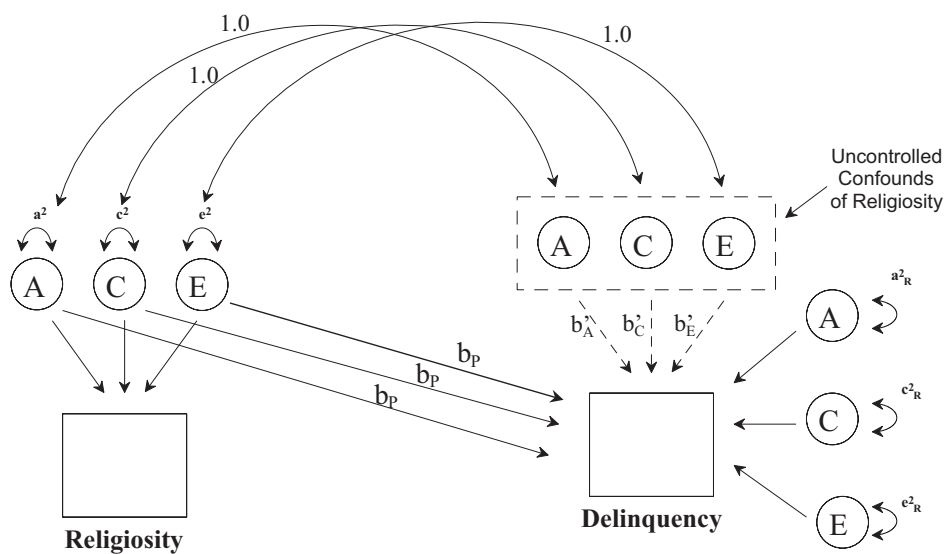 1.0
1.0
1.0
Uncontrolled
Confounds
of Religiosity
a²
c²
e²
A
C
E
A
C
E
a²R
A
b'A
b'C
b'E
bP
bP
bP
c²R
C
Religiosity
Delinquency
e²R
E